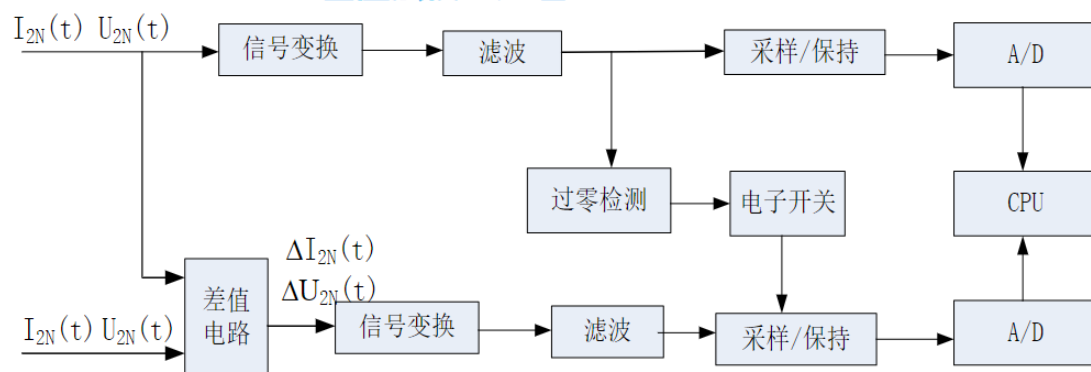 I2N(t) U2N(t)
信号变换
滤波
采样/保持
A/D
过零检测
电子开关
CPU
ΔI2N(t)
ΔU2N(t)
I2N(t) U2N(t)
差值
电路
信号变换
滤波
采样/保持
A/D